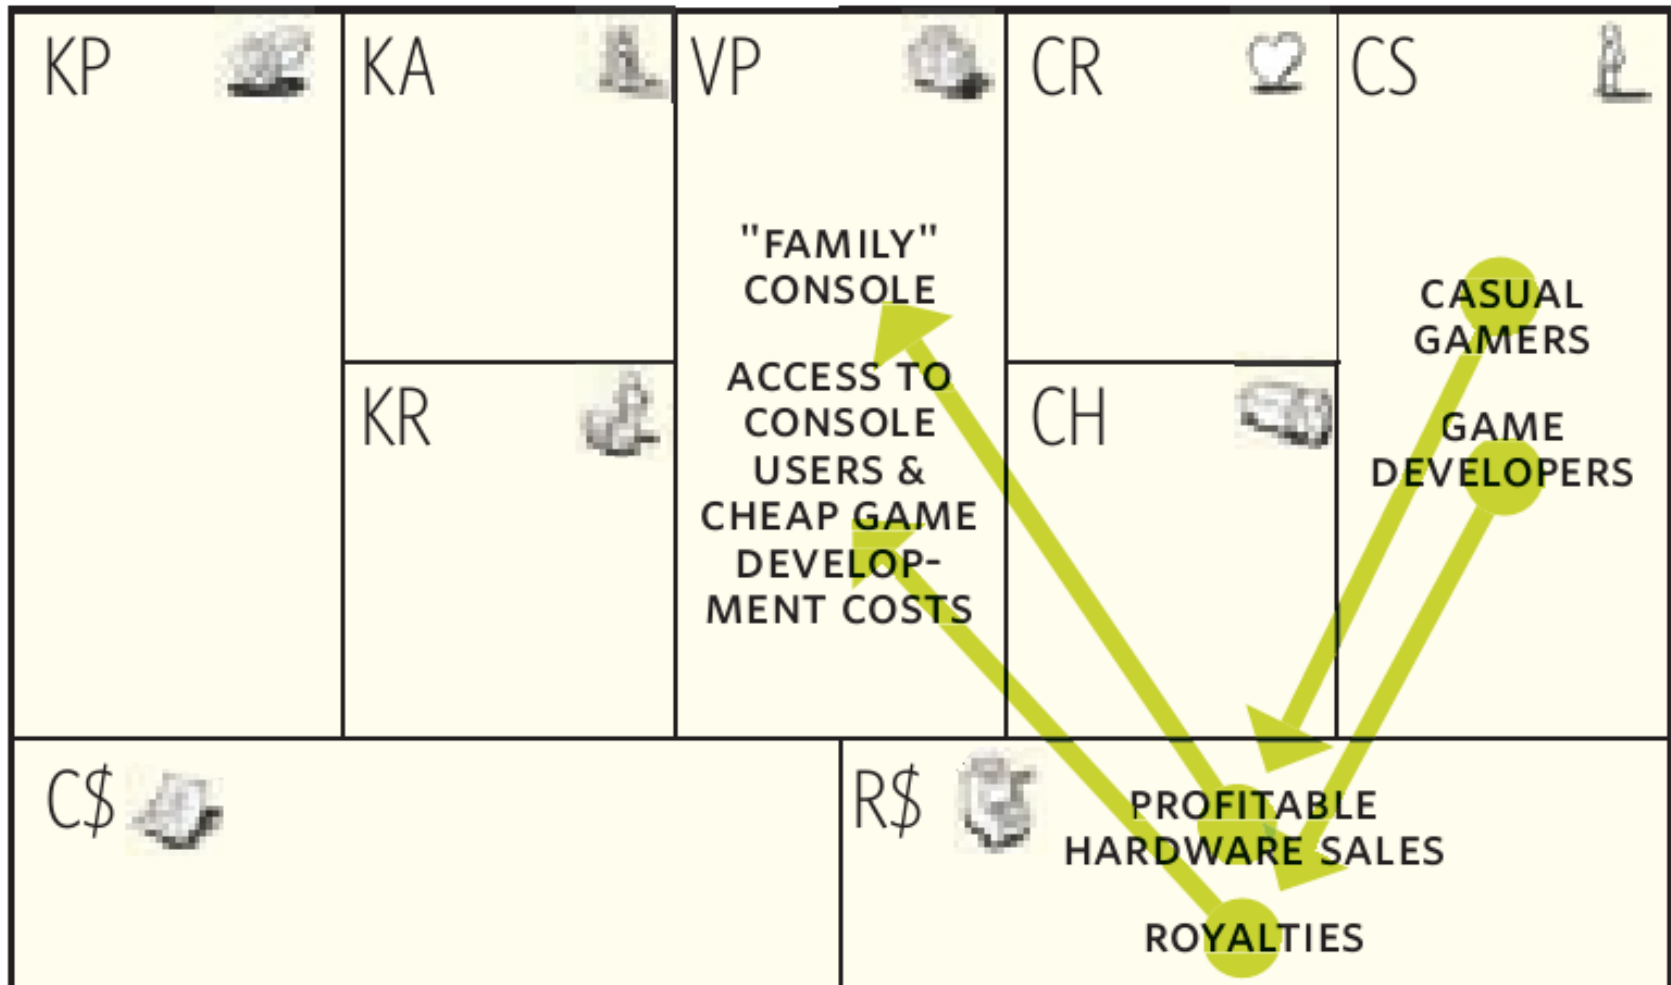 KP
KA
VP
CR
CS
"FAMILY"
CONSOLE
ACCESS TO
CONSOLE
USERS &
CHEAP GAME
DEVELOP-
MENT COSTS
CASUAL
GAMERS
GAME
DEVELOPERS
KR
CH
C$
R$
PROFITABLE
HARDWARE SALES
ROYALTIES